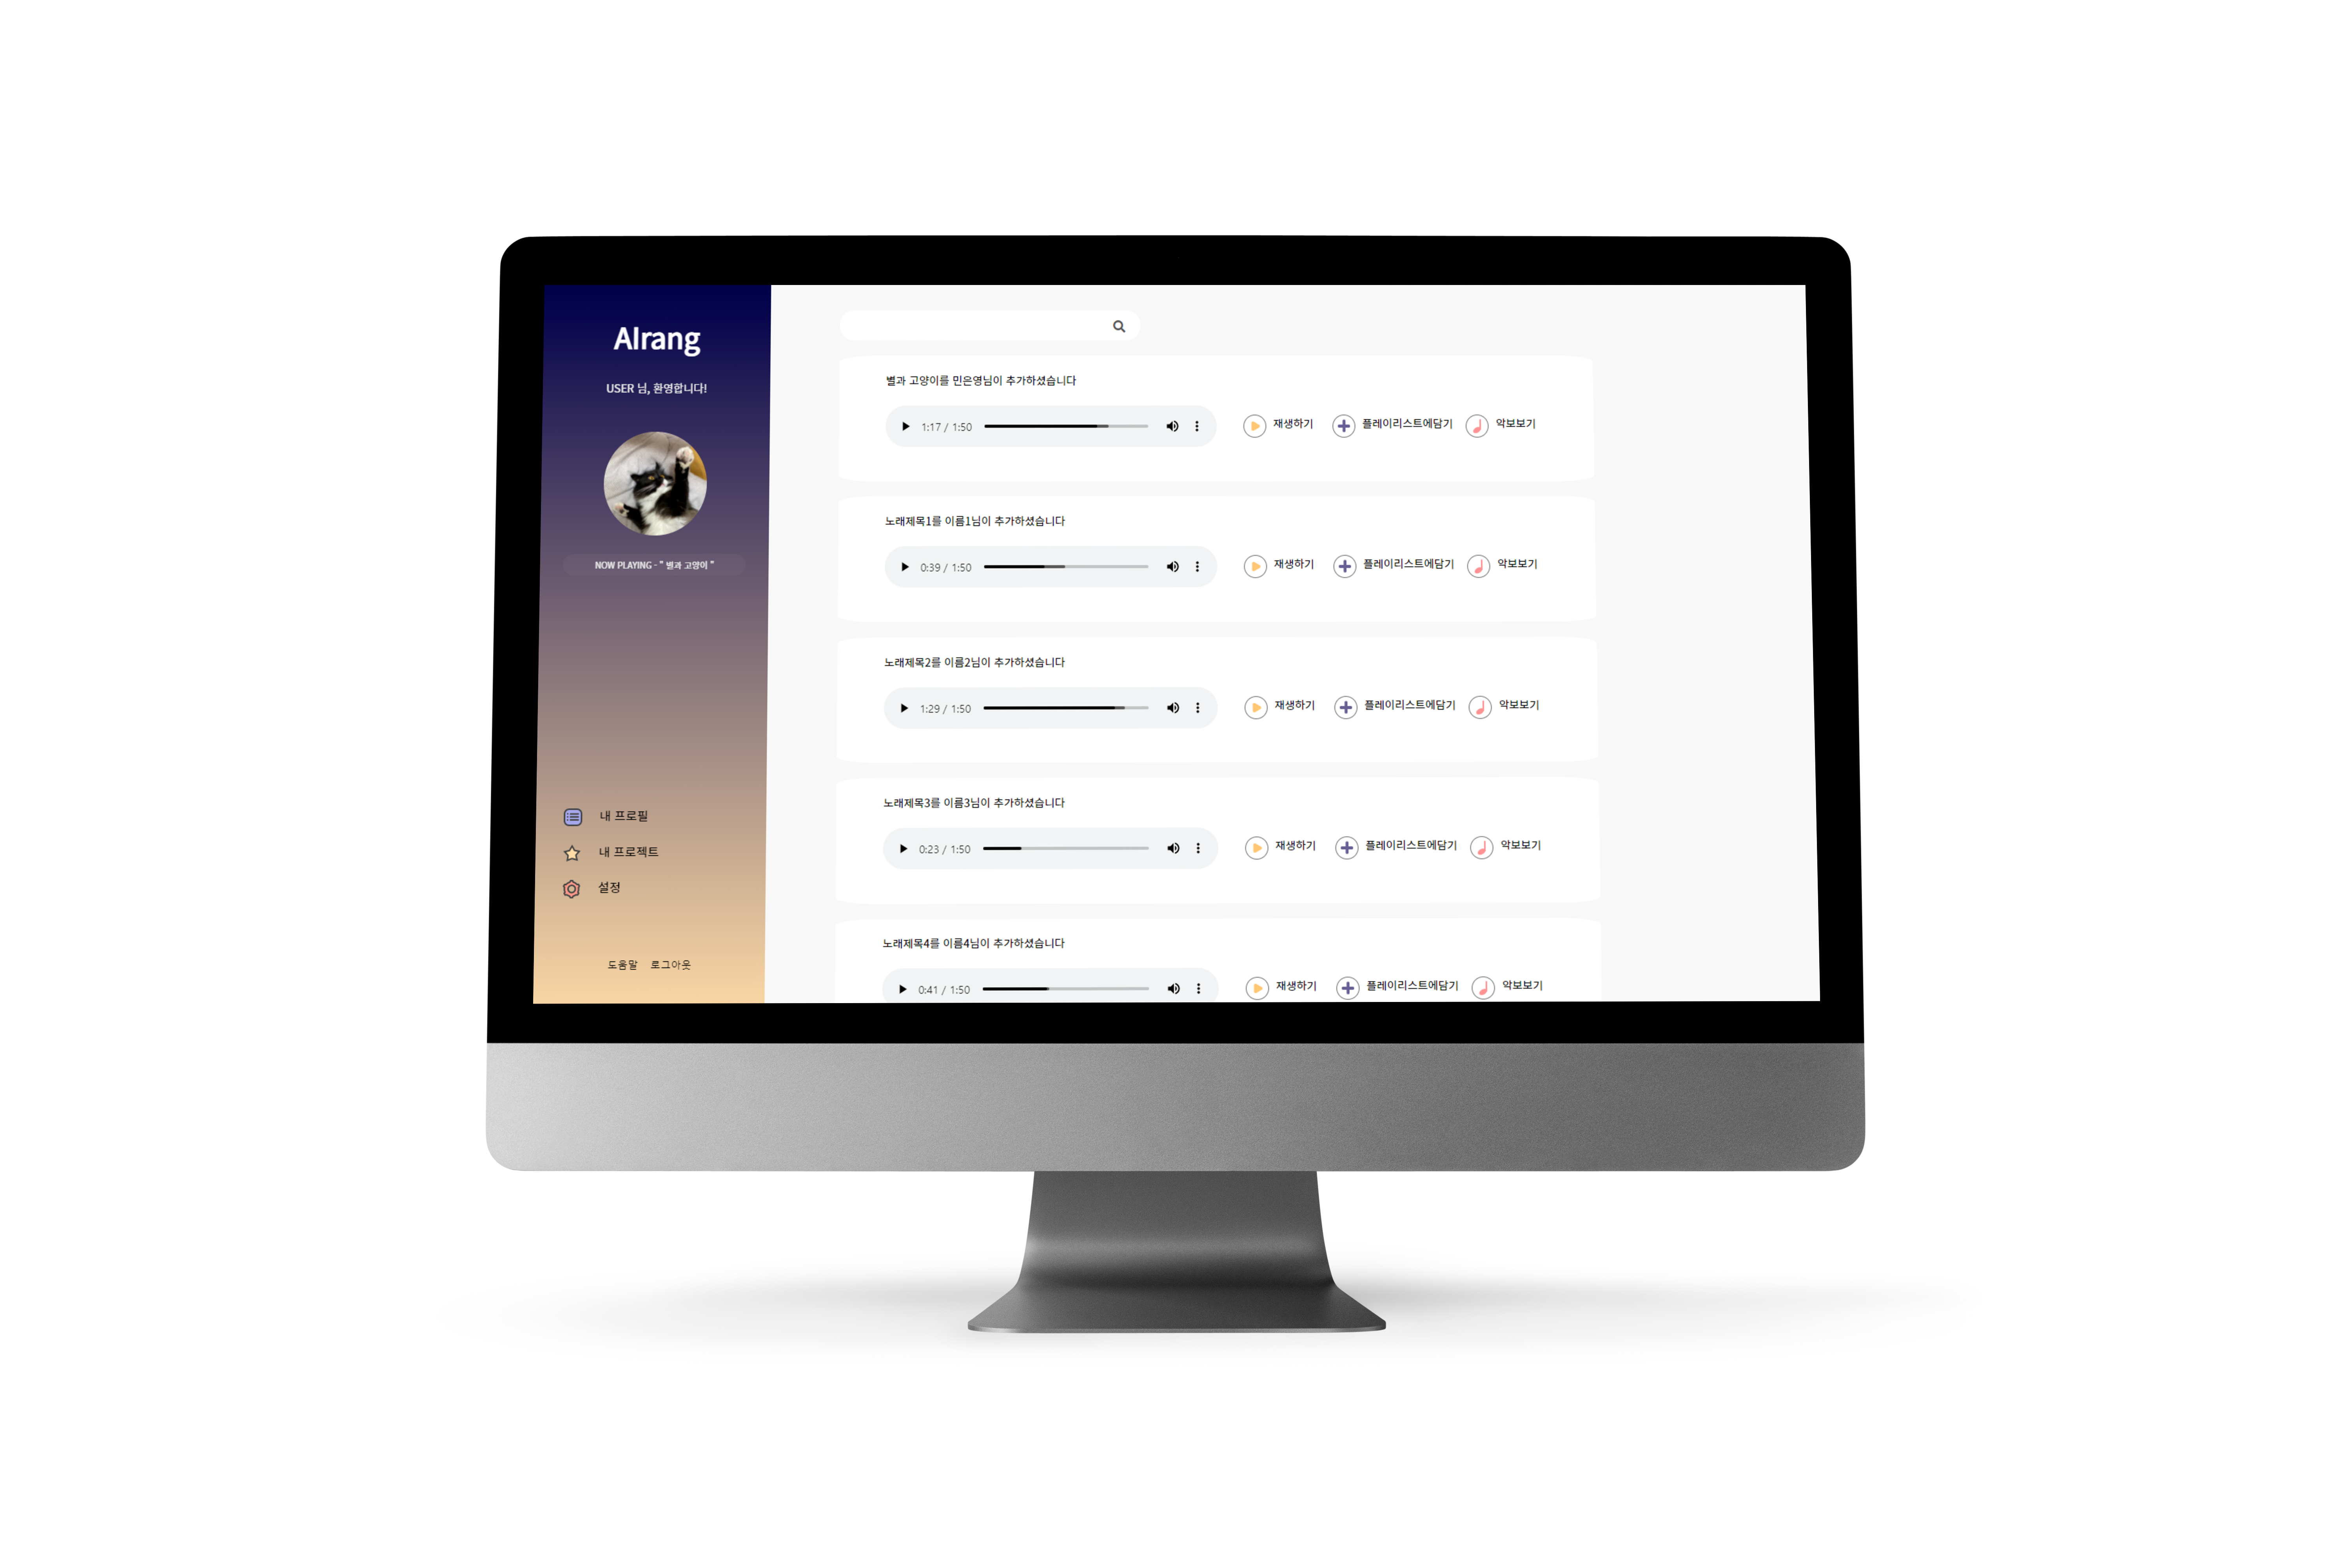 AIrang
USER 님, 환영합니다!
NOW PLAYING - " 별과 고양이 "
내 프로필
내 프로젝트
설정
도움말 로그아웃
별과 고양이를 민은영님이 추가하셨습니다
1:17 / 1:50 재생하기 플레이리스트에담기 악보보기
노래제목1를 이름1님이 추가하셨습니다
0:39 / 1:50 재생하기 플레이리스트에담기 악보보기
노래제목2를 이름2님이 추가하셨습니다
1:29 / 1:50 재생하기 플레이리스트에담기 악보보기
노래제목3를 이름3님이 추가하셨습니다
0:23 / 1:50 재생하기 플레이리스트에담기 악보보기
노래제목4를 이름4님이 추가하셨습니다
0:41 / 1:50 재생하기 플레이리스트에담기 악보보기